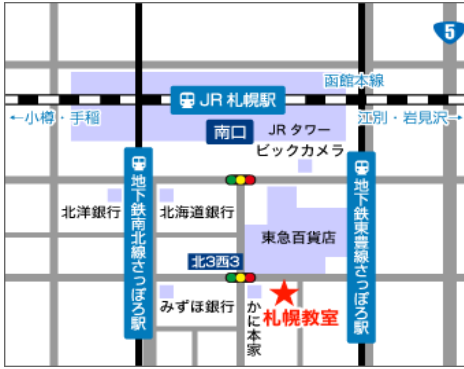 5
函館本線
JR 札幌駅
←小樽・手稲
江別・岩見沢→
南口
JR タワー
ビックカメラ
地下鉄南北線さっぽろ駅
地下鉄東豊線さっぽろ駅
北洋銀行
北海道銀行
東急百貨店
北3西3
みずほ銀行
かに本家
札幌教室